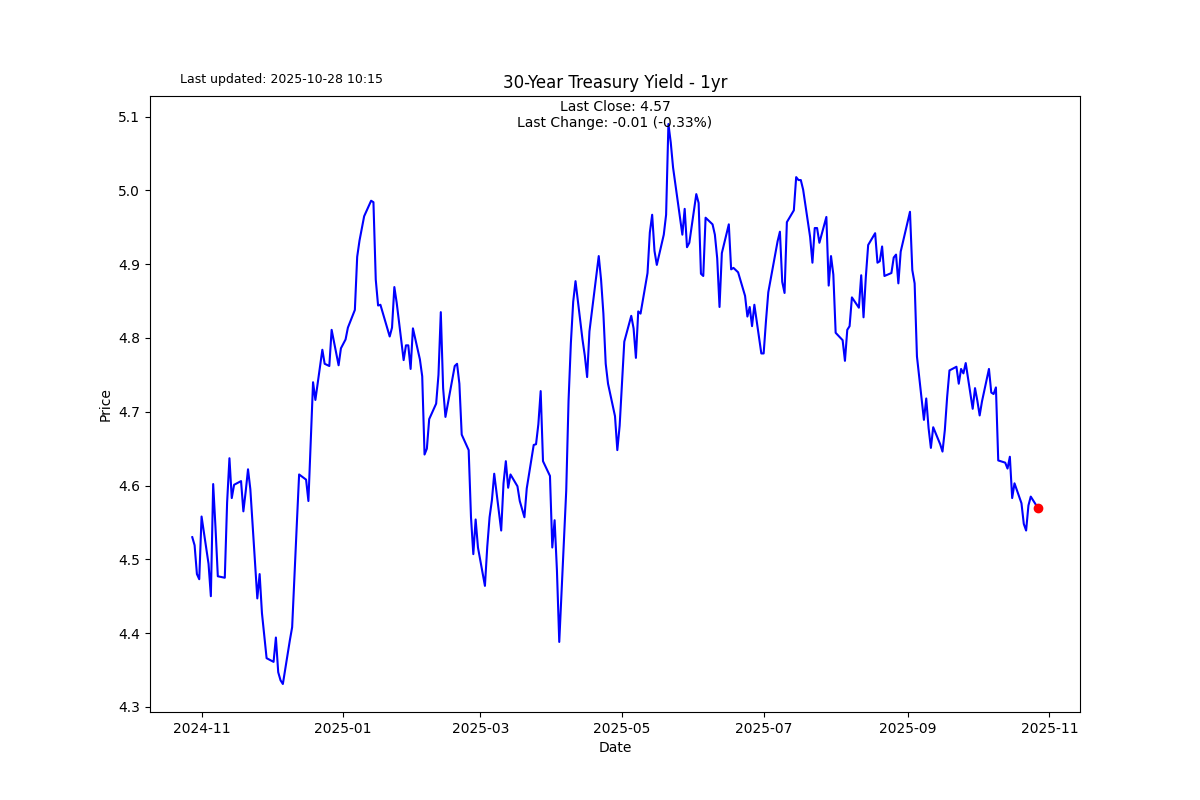 Last updated: 2025-10-28 10:15
30-Year Treasury Yield - 1yr
Last Close: 4.57
Last Change: -0.01 (-0.33%)
5.1
5.0
4.9
4.8
4.7
4.6
4.5
4.4
4.3
Price
2024-11
2025-01
2025-03
2025-05
2025-07
2025-09
2025-11
Date